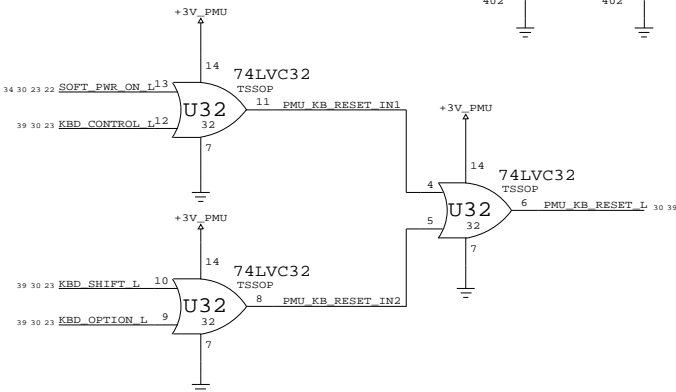 402 402
+3V_PMU
14
74LVC32
TSSOP
34 30 23 22 SOFT_PWR_ON_L 13
U32
32
11 PMU_KB_RESET_IN1
39 30 23 KBD_CONTROL_L 12
7
+3V_PMU
14
74LVC32
TSSOP
4
U32
32
6 PMU_KB_RESET_L 30 39
5
7
+3V_PMU
14
74LVC32
TSSOP
39 30 23 KBD_SHIFT_L 10
U32
32
8 PMU_KB_RESET_IN2
39 30 23 KBD_OPTION_L 9
7